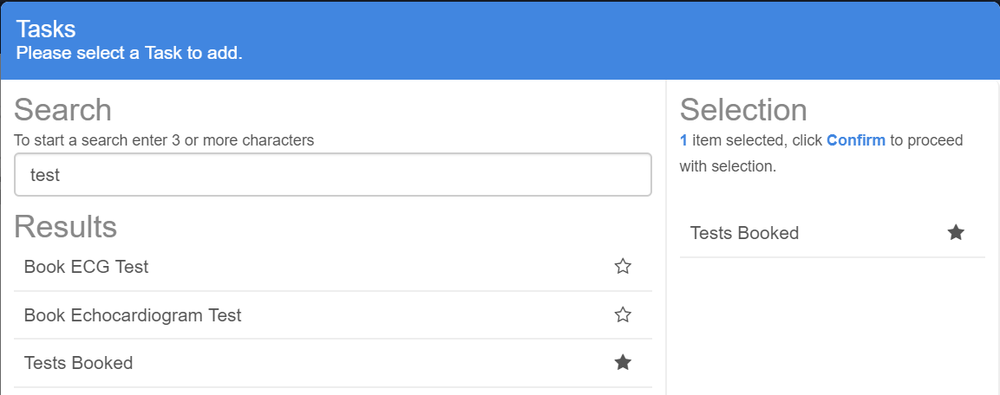 Tasks
Please select a Task to add.
Search
To start a search enter 3 or more characters
test
Results
Book ECG Test
Book Echocardiogram Test
Tests Booked
Selection
1 item selected, click Confirm to proceed
with selection.
Tests Booked